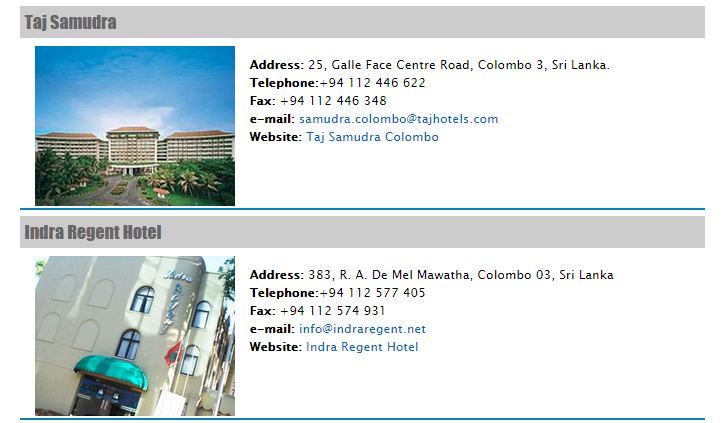 Taj Samudra
Address: 25, Galle Face Centre Road, Colombo 3, Sri Lanka.
Telephone:+94 112 446 622
Fax: +94 112 446 348
e-mail: samudra.colombo@tajhotels.com
Website: Taj Samudra Colombo
Indra Regent Hotel
Indra Regent
Address: 383, R. A. De Mel Mawatha, Colombo 03, Sri Lanka
Telephone:+94 112 577 405
Fax: +94 112 574 931
e-mail: info@indraregent.net
Website: Indra Regent Hotel